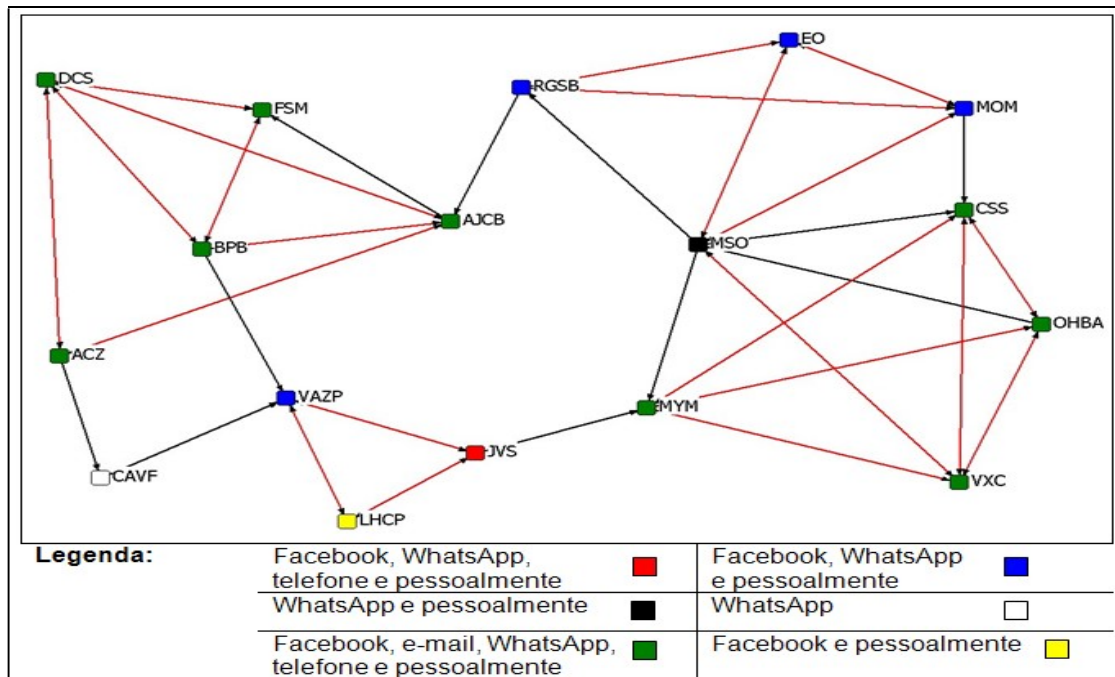 EO
DCS
RGSB
FSM
MOM
CSS
AJCB
MSO
BPB
OHBA
ACZ
VAZP
MYM
JVS
CAVF
VXC
LHCP
Legenda:
Facebook, WhatsApp,
telefone e pessoalmente
Facebook, WhatsApp
e pessoalmente
WhatsApp e pessoalmente
WhatsApp
Facebook, e-mail, WhatsApp,
telefone e pessoalmente
Facebook e pessoalmente